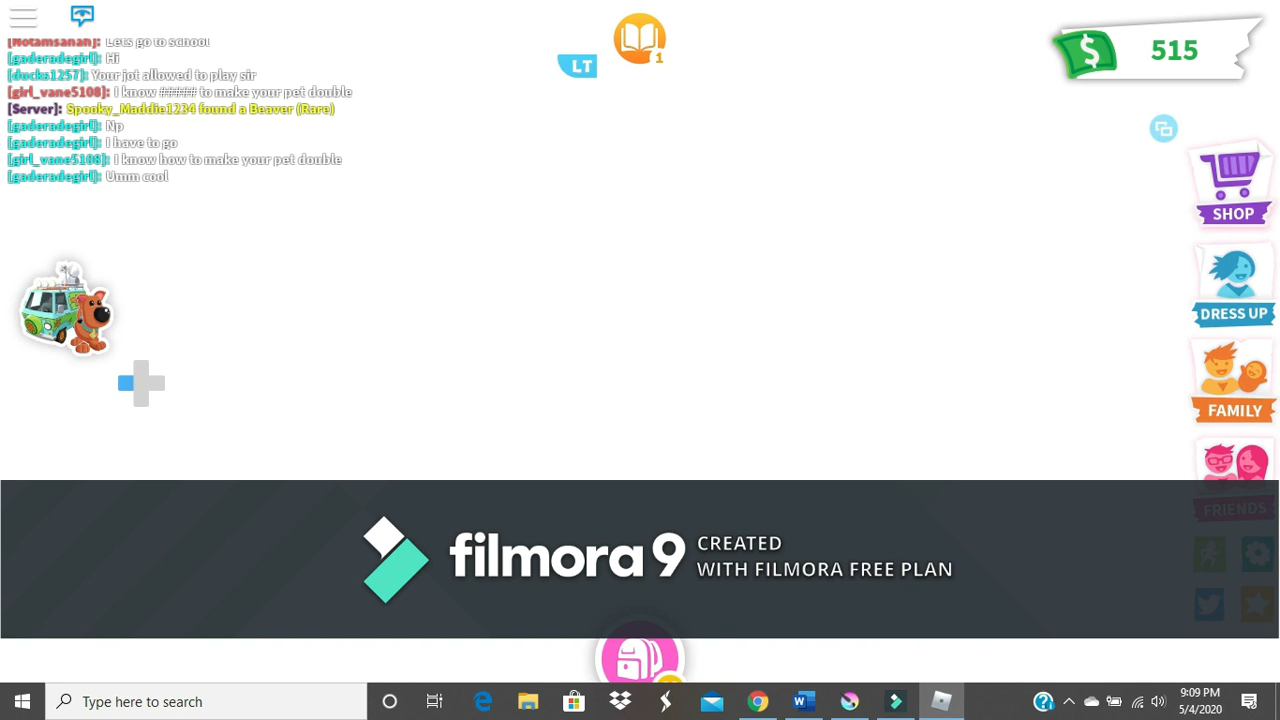 [Notamsanah]: Lets go to school
[gaderadegirl]: Hi
[ducks1257]: Your jot allowed to play sir
[girl_vane5108]: I know ##### to make your pet double
[Server]: Spooky_Maddie1234 found a Beaver (Rare)
[gaderadegirl]: Np
[gaderadegirl]: I have to go
[girl_vane5108]: I know how to make your pet double
[gaderadegirl]: Umm cool
LT
1
$ 515
SHOP
DRESS UP
FAMILY
FRIENDS
filmora9 CREATED
WITH FILMORA FREE PLAN
Type here to search
9:09 PM
5/4/2020